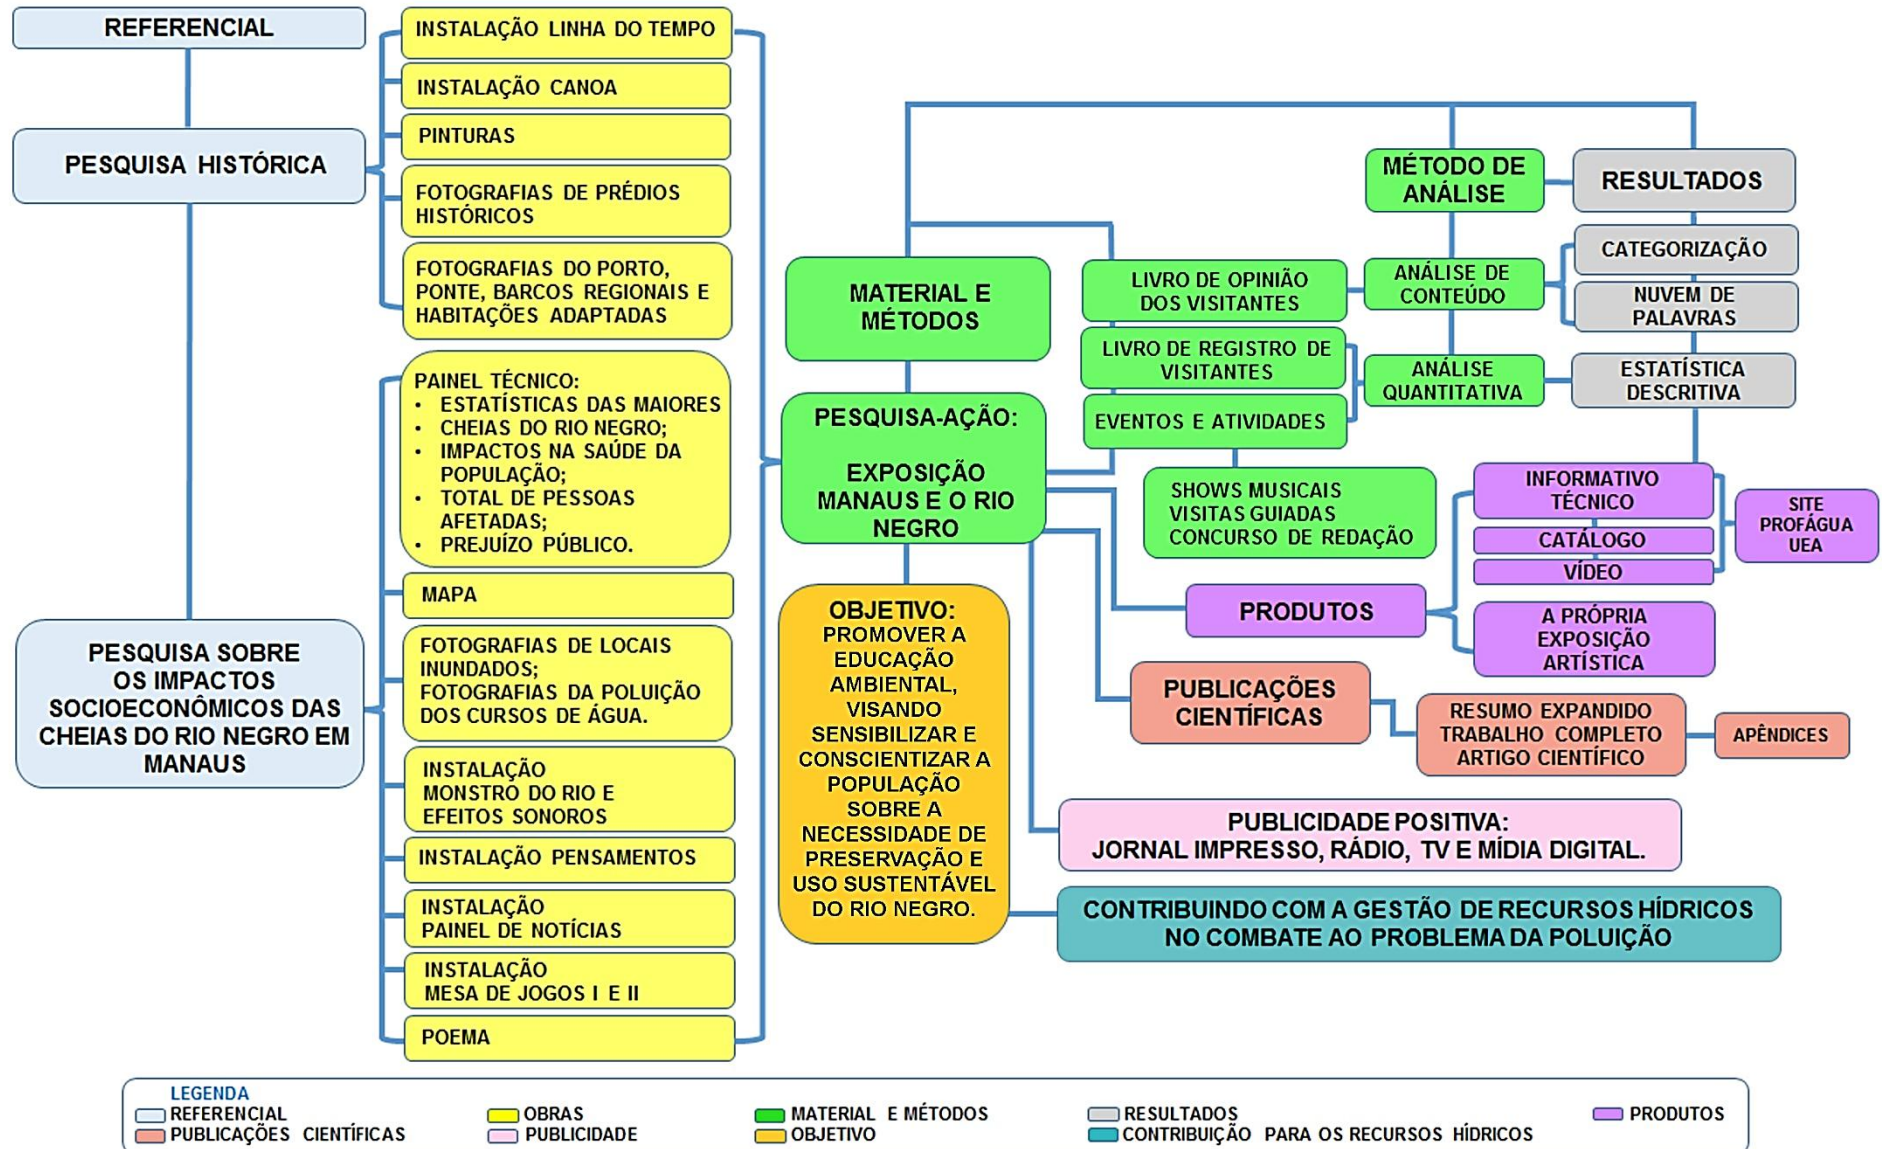 REFERENCIAL
PESQUISA HISTÓRICA
PESQUISA SOBRE
OS IMPACTOS
SOCIOECONÔMICOS DAS
CHEIAS DO RIO NEGRO EM
MANAUS
INSTALAÇÃO LINHA DO TEMPO
INSTALAÇÃO CANOA
PINTURAS
FOTOGRAFIAS DE PRÉDIOS
HISTÓRICOS
FOTOGRAFIAS DO PORTO,
PONTE, BARCOS REGIONAIS E
HABITAÇÕES ADAPTADAS
PAINEL TÉCNICO:
• ESTATÍSTICAS DAS MAIORES
• CHEIAS DO RIO NEGRO;
• IMPACTOS NA SAÚDE DA
POPULAÇÃO;
• TOTAL DE PESSOAS
AFETADAS;
• PREJUÍZO PÚBLICO.
MAPA
FOTOGRAFIAS DE LOCAIS
INUNDADOS;
FOTOGRAFIAS DA POLUIÇÃO
DOS CURSOS DE ÁGUA.
INSTALAÇÃO
MONSTRO DO RIO E
EFEITOS SONOROS
INSTALAÇÃO PENSAMENTOS
INSTALAÇÃO
PAINEL DE NOTÍCIAS
INSTALAÇÃO
MESA DE JOGOS I E II
POEMA
MATERIAL E
MÉTODOS
PESQUISA-AÇÃO:
EXPOSIÇÃO
MANAUS E O RIO
NEGRO
OBJETIVO:
PROMOVER A
EDUCAÇÃO
AMBIENTAL,
VISANDO
SENSIBILIZAR E
CONSCIENTIZAR A
POPULAÇÃO
SOBRE A
NECESSIDADE DE
PRESERVAÇÃO E
USO SUSTENTÁVEL
DO RIO NEGRO.
MÉTODO DE
ANÁLISE
RESULTADOS
LIVRO DE OPINIÃO
DOS VISITANTES
ANÁLISE DE
CONTEÚDO
CATEGORIZAÇÃO
NUVEM DE
PALAVRAS
LIVRO DE REGISTRO DE
VISITANTES
EVENTOS E ATIVIDADES
ANÁLISE
QUANTITATIVA
ESTATÍSTICA
DESCRITIVA
SHOWS MUSICAIS
VISITAS GUIADAS
CONCURSO DE REDAÇÃO
PRODUTOS
INFORMATIVO
TÉCNICO
CATÁLOGO
VÍDEO
SITE
PROFÁGUA
UEA
A PRÓPRIA
EXPOSIÇÃO
ARTÍSTICA
PUBLICAÇÕES
CIENTÍFICAS
RESUMO EXPANDIDO
TRABALHO COMPLETO
ARTIGO CIENTÍFICO
APÊNDICES
PUBLICIDADE POSITIVA:
JORNAL IMPRESSO, RÁDIO, TV E MÍDIA DIGITAL.
CONTRIBUINDO COM A GESTÃO DE RECURSOS HÍDRICOS
NO COMBATE AO PROBLEMA DA POLUIÇÃO
LEGENDA
REFERENCIAL
OBRAS
MATERIAL E MÉTODOS
RESULTADOS
PRODUTOS
PUBLICAÇÕES CIENTÍFICAS
PUBLICIDADE
OBJETIVO
CONTRIBUIÇÃO PARA OS RECURSOS HÍDRICOS